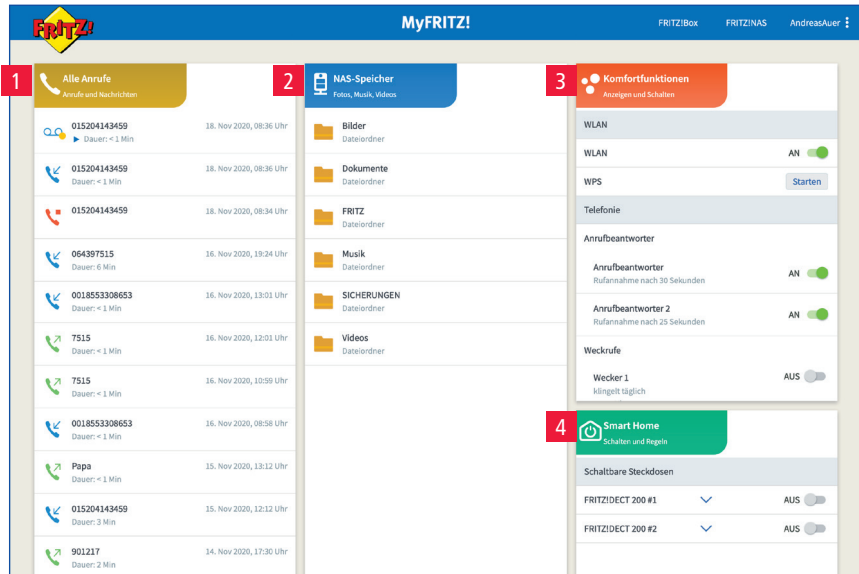 FRITZ!
MyFRITZ!
FRITZ!Box FRITZ!NAS AndreasAuer
1
Alle Anrufe
Anrufe und Nachrichten
015204143459 18. Nov 2020, 08:36 Uhr
Dauer: < 1 Min
015204143459 18. Nov 2020, 08:36 Uhr
Dauer: < 1 Min
015204143459 18. Nov 2020, 08:34 Uhr
064397515 16. Nov 2020, 19:24 Uhr
Dauer: 6 Min
0018553308653 16. Nov 2020, 13:01 Uhr
Dauer: < 1 Min
7515 16. Nov 2020, 12:01 Uhr
Dauer: < 1 Min
7515 16. Nov 2020, 10:59 Uhr
Dauer: < 1 Min
0018553308653 16. Nov 2020, 08:58 Uhr
Dauer: < 1 Min
Papa 15. Nov 2020, 13:12 Uhr
Dauer: < 1 Min
015204143459 15. Nov 2020, 12:12 Uhr
Dauer: 3 Min
901217 14. Nov 2020, 17:30 Uhr
Dauer: 2 Min
2
NAS-Speicher
Fotos, Musik, Videos
Bilder
Dateiordner
Dokumente
Dateiordner
FRITZ
Dateiordner
Musik
Dateiordner
SICHERUNGEN
Dateiordner
Videos
Dateiordner
3
Komfortfunktionen
Anzeigen und Schalten
WLAN
WLAN AN
WPS Starten
Telefonie
Anrufbeantworter
Anrufbeantworter AN
Rufannahme nach 30 Sekunden
Anrufbeantworter 2 AN
Rufannahme nach 25 Sekunden
Weckrufe
Wecker 1 AUS
klingelt täglich
4
Smart Home
Schalten und Regeln
Schaltbare Steckdosen
FRITZ!DECT 200 #1 AUS
FRITZ!DECT 200 #2 AUS